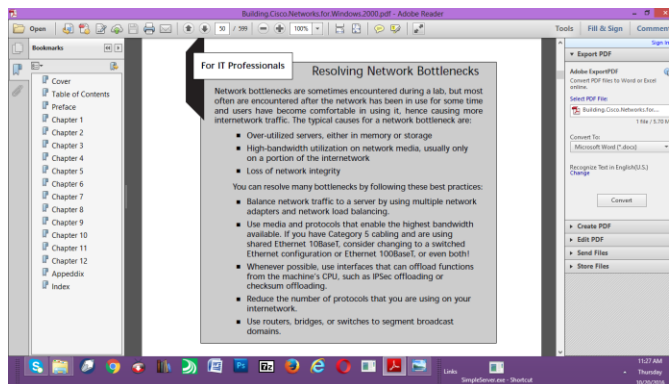 Building.Cisco.Networks.for.Windows.2000.pdf - Adobe Reader
Open
50 / 599
100%
Tools
Fill & Sign
Comment
Bookmarks
Cover
Table of Contents
Preface
Chapter 1
Chapter 2
Chapter 3
Chapter 4
Chapter 5
Chapter 6
Chapter 7
Chapter 8
Chapter 9
Chapter 10
Chapter 11
Chapter 12
Appeddix
Index
For IT Professionals
Resolving Network Bottlenecks
Network bottlenecks are sometimes encountered during a lab, but most
often are encountered after the network has been in use for some time
and users have become comfortable in using it, hence causing more
internetwork traffic. The typical causes for a network bottleneck are:
■ Over-utilized servers, either in memory or storage
■ High-bandwidth utilization on network media, usually only
on a portion of the internetwork
■ Loss of network integrity
You can resolve many bottlenecks by following these best practices:
■ Balance network traffic to a server by using multiple network
adapters and network load balancing.
■ Use media and protocols that enable the highest bandwidth
available. If you have Category 5 cabling and are using
shared Ethernet 10BaseT, consider changing to a switched
Ethernet configuration or Ethernet 100BaseT, or even both!
■ Whenever possible, use interfaces that can offload functions
from the machine's CPU, such as IPSec offloading or
checksum offloading.
■ Reduce the number of protocols that you are using on your
internetwork.
■ Use routers, bridges, or switches to segment broadcast
domains.
Sign In
Export PDF
Adobe ExportPDF
Convert PDF files to Word or Excel
online.
Select PDF File:
Building.Cisco.Networks.for...
1 file / 5.70 M
Convert To:
Microsoft Word (*.docx)
Recognize Text in English(U.S.)
Change
Convert
Create PDF
Edit PDF
Send Files
Store Files
Links
SimpleServer.exe - Shortcut
11:27 AM
Thursday